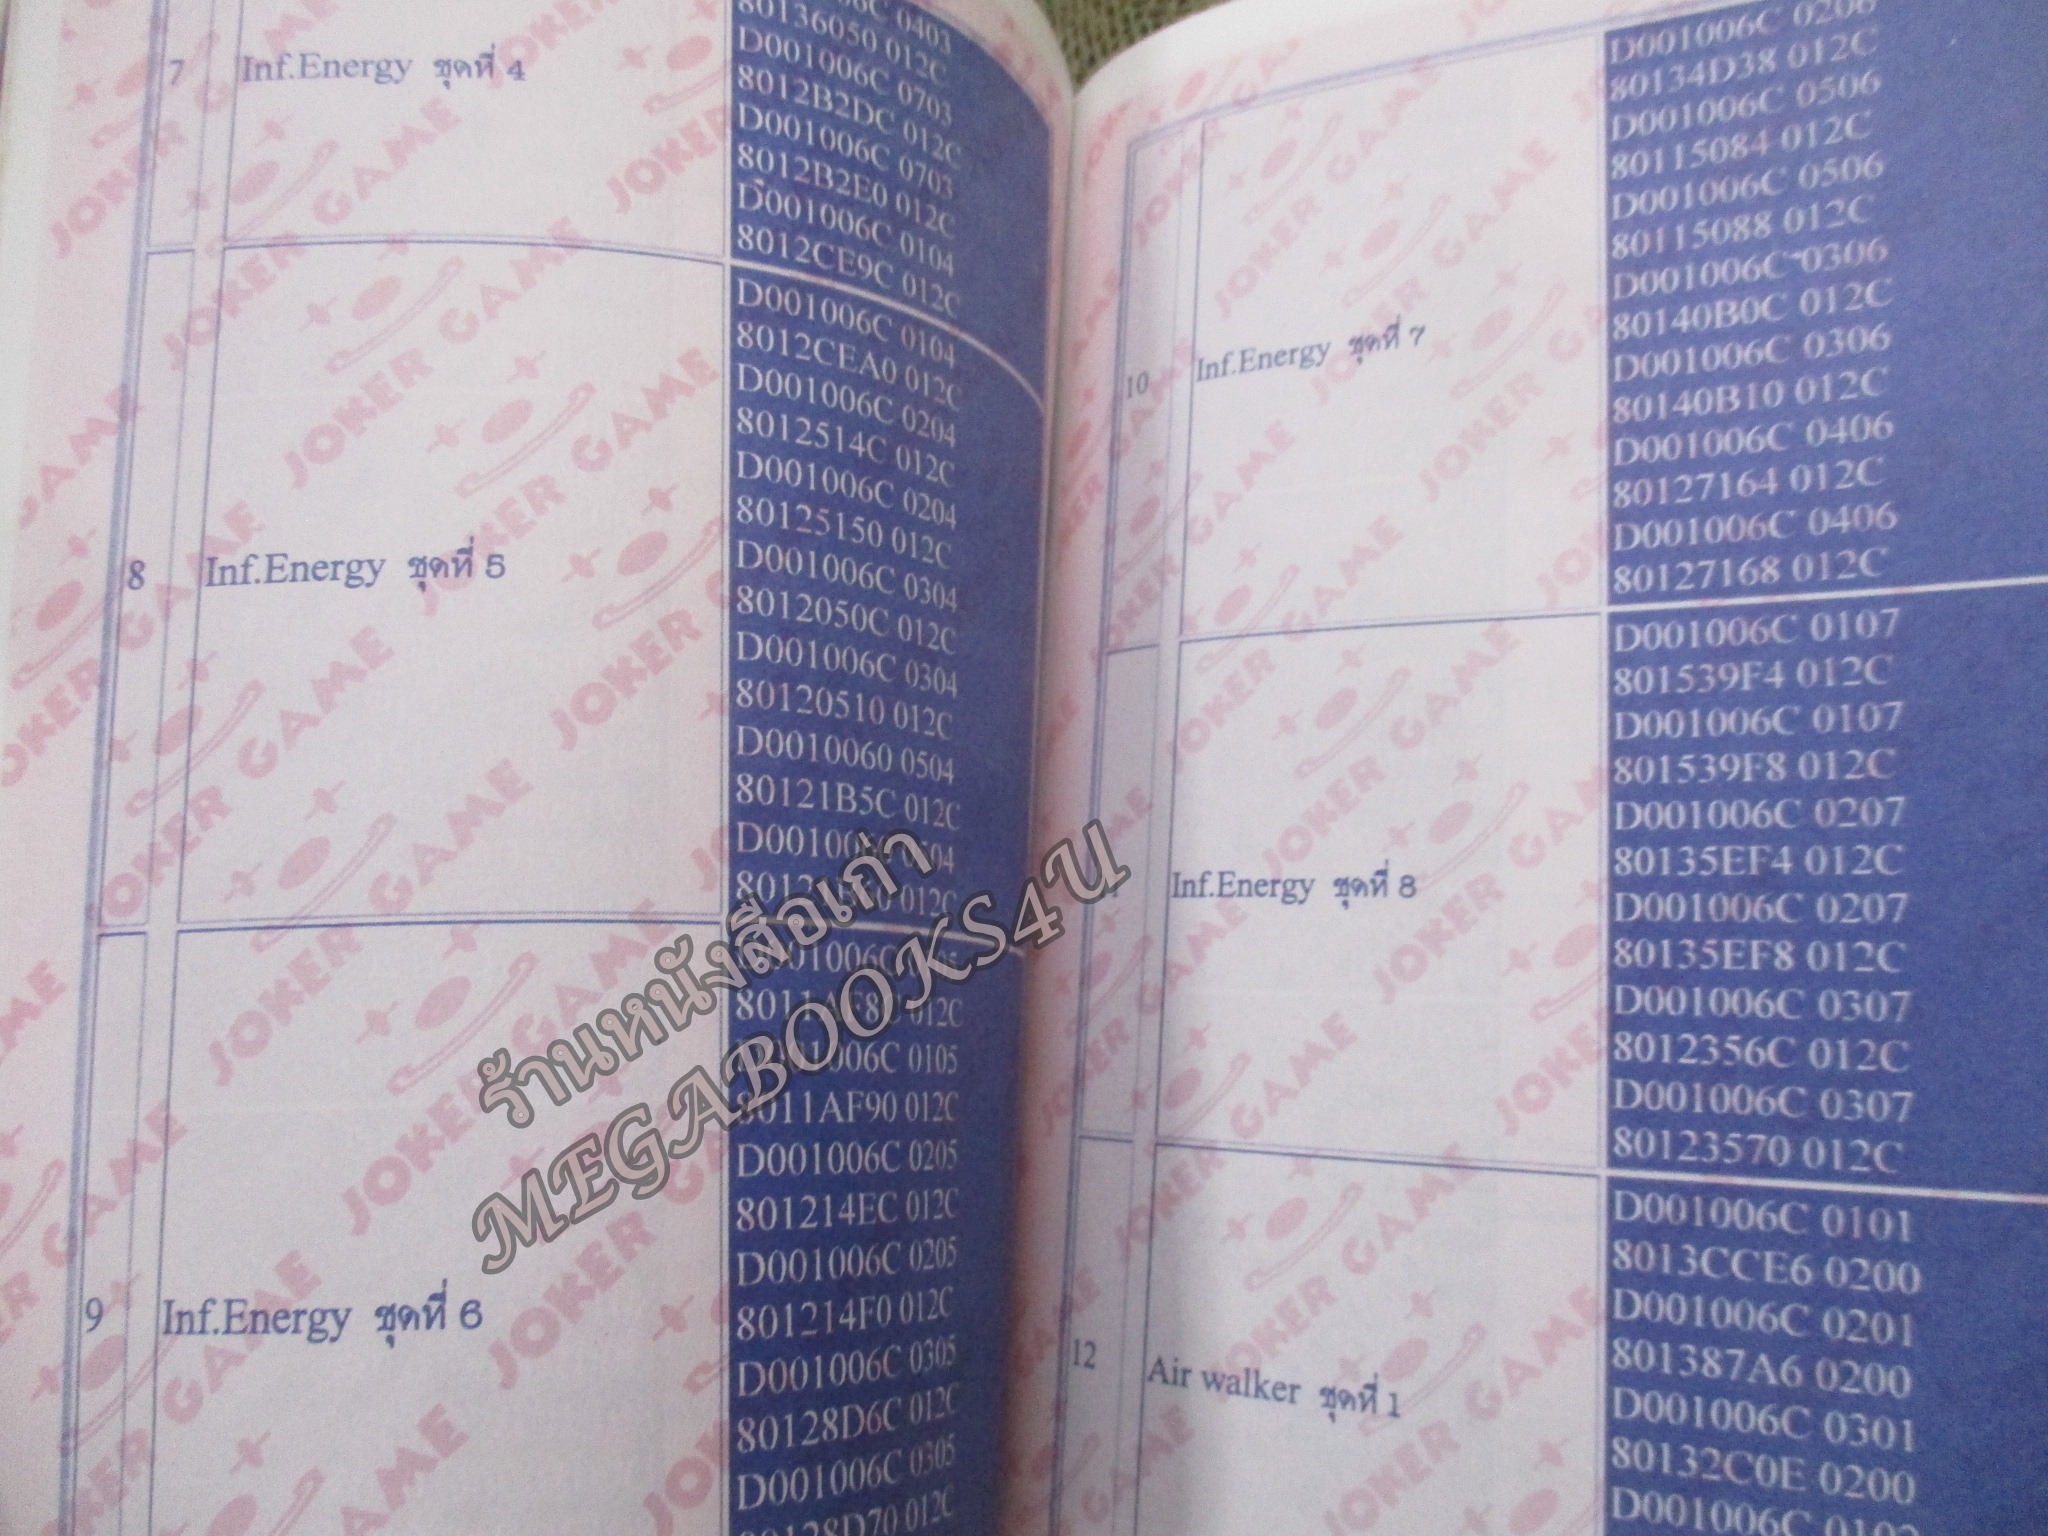 7 Inf.Energy ชุดที่ 4
0403
80136050 012C
D001006C 0703
8012B2DC 012C
D001006C 0703
8012B2E0 012C
D001006C 0104
8012CE9C 012C
8 Inf.Energy ชุดที่ 5
D001006C 0104
8012CEA0 012C
D001006C 0204
8012514C 012C
D001006C 0204
80125150 012C
D001006C 0304
8012050C 012C
D001006C 0304
80120510 012C
D0010060 0504
80121B5C 012C
0504
012C
9 Inf.Energy ชุดที่ 6
012C
0105
8011AF90 012C
D001006C 0205
801214EC 012C
D001006C 0205
801214F0 012C
D001006C 0305
80128D6C 012C
D001006C 0305
80128D70 012C
10 Inf.Energy ชุดที่ 7
D001006C 0206
80134D38 012C
D001006C 0506
80115084 012C
D001006C 0506
80115088 012C
D001006C 0306
80140B0C 012C
D001006C 0306
80140B10 012C
D001006C 0406
80127164 012C
D001006C 0406
80127168 012C
Inf.Energy ชุดที่ 8
D001006C 0107
801539F4 012C
D001006C 0107
801539F8 012C
D001006C 0207
80135EF4 012C
D001006C 0207
80135EF8 012C
D001006C 0307
8012356C 012C
D001006C 0307
80123570 012C
12 Air walker ชุดที่ 1
D001006C 0101
8013CCE6 0200
D001006C 0201
801387A6 0200
D001006C 0301
80132C0E 0200
D001006C 0102
ร้านหนังสือเก่า
MEGABOOKS4U
JOKER GAME